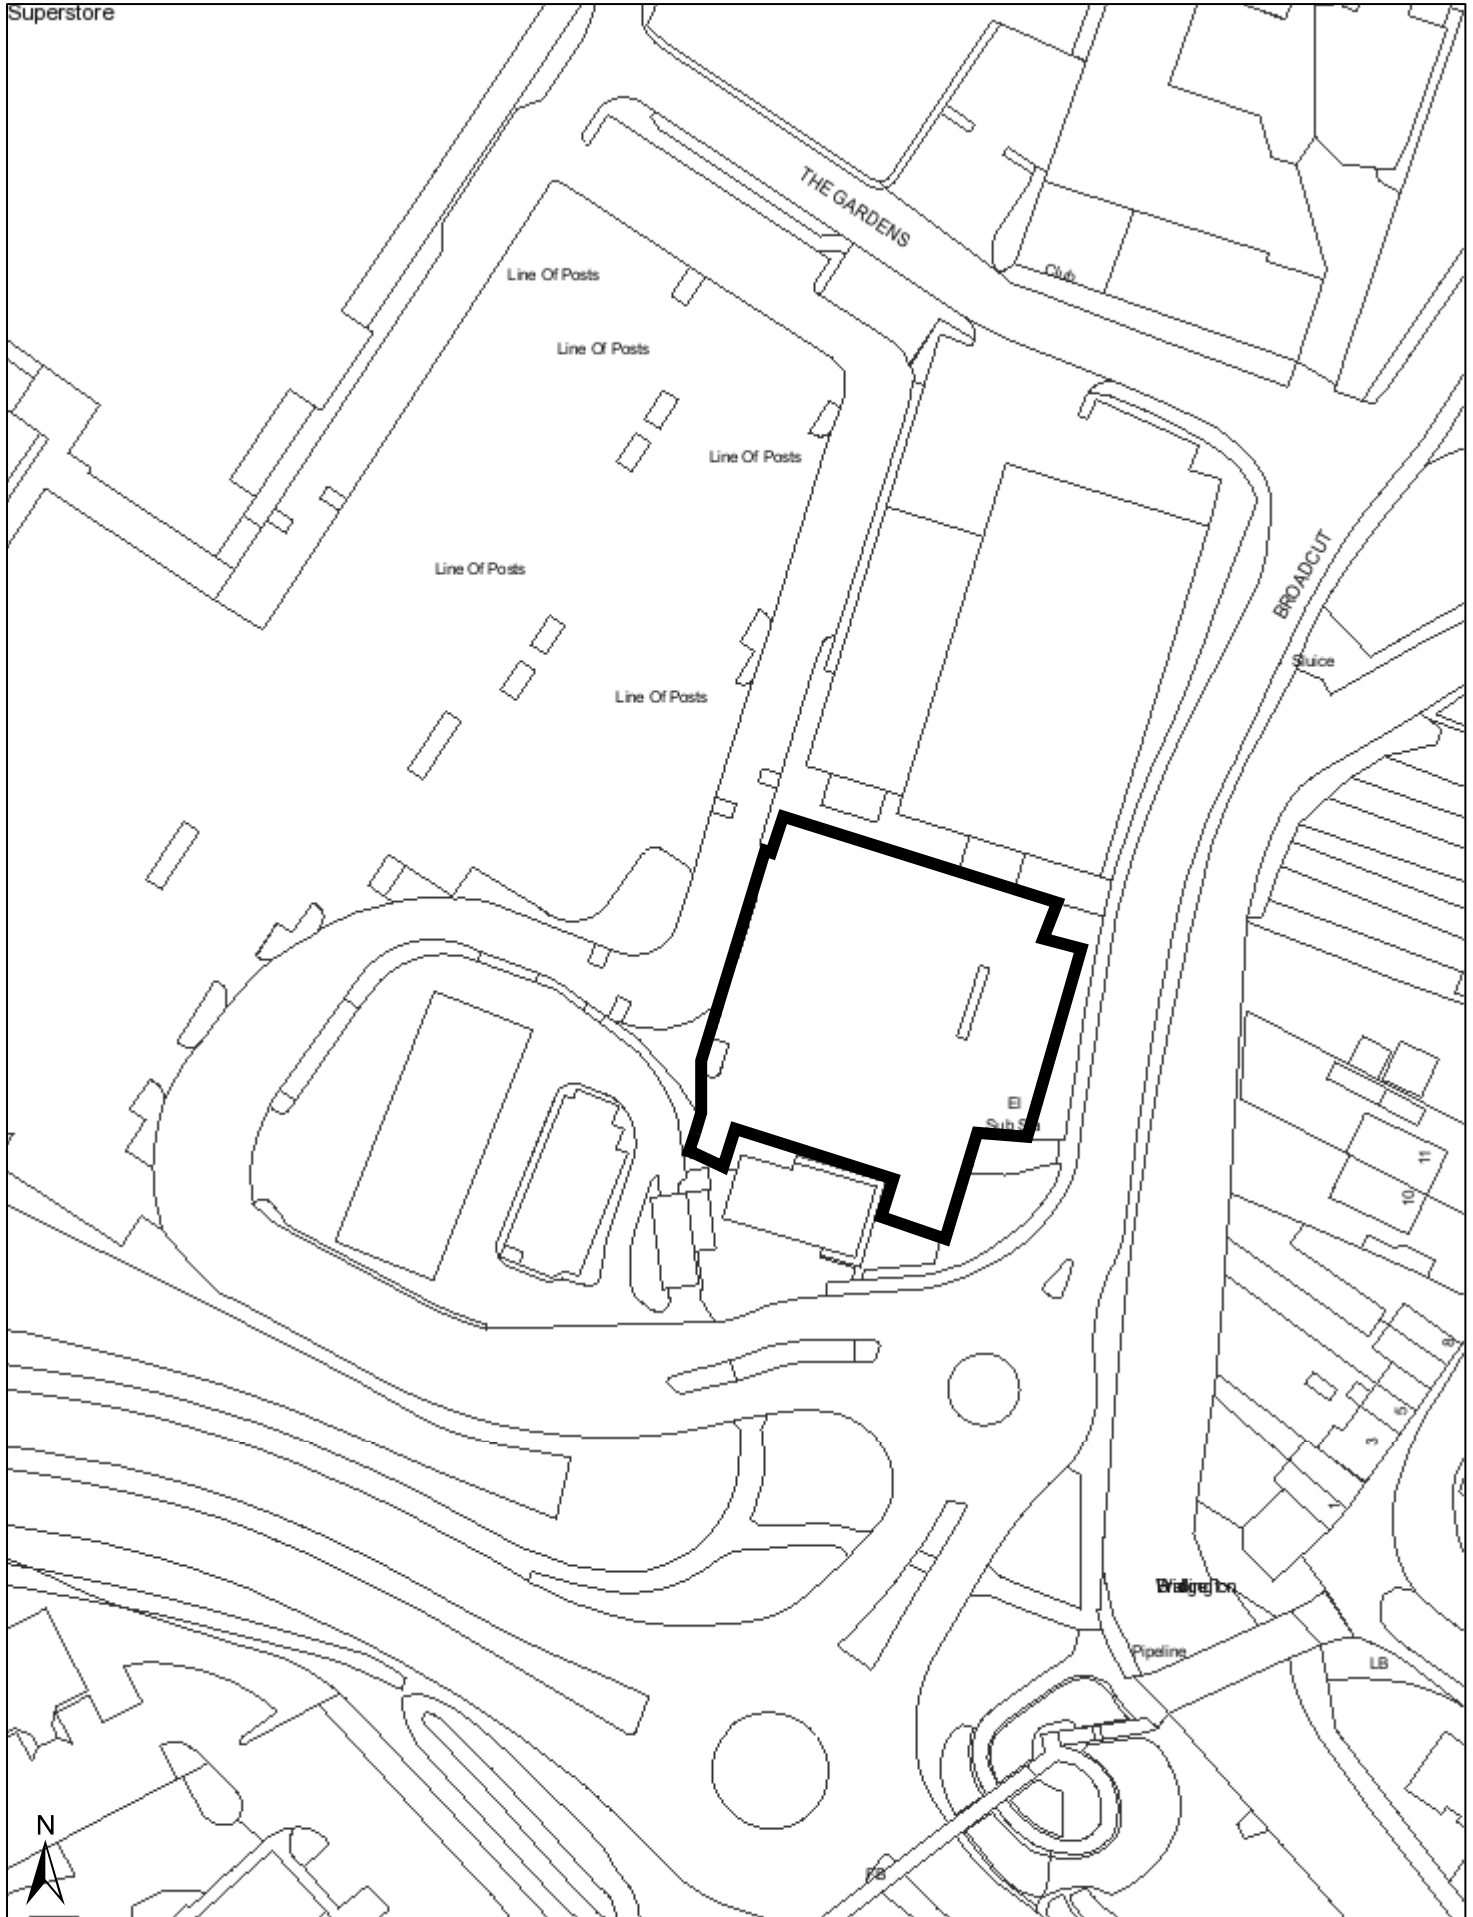 Superstore
THE GARDENS
Club
Line Of Posts
Line Of Posts
Line Of Posts
Line Of Posts
BROADCUT
Sluice
Line Of Posts
El
Sub Sta
11
10
8
5
3
1
Pipeline
LB
FB
N